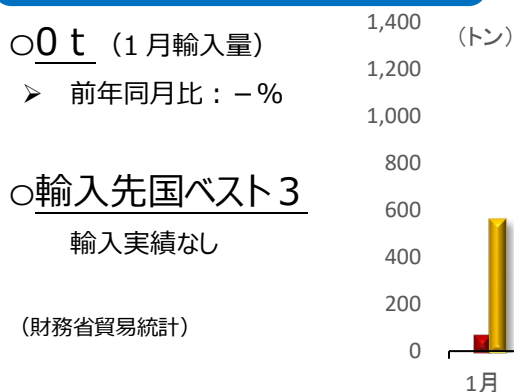 ○0 t (1月輸入量)
➢ 前年同月比：－%
○輸入先国ベスト3
輸入実績なし
(財務省貿易統計)
(トン)
1,400
1,200
1,000
800
600
400
200
0
1月